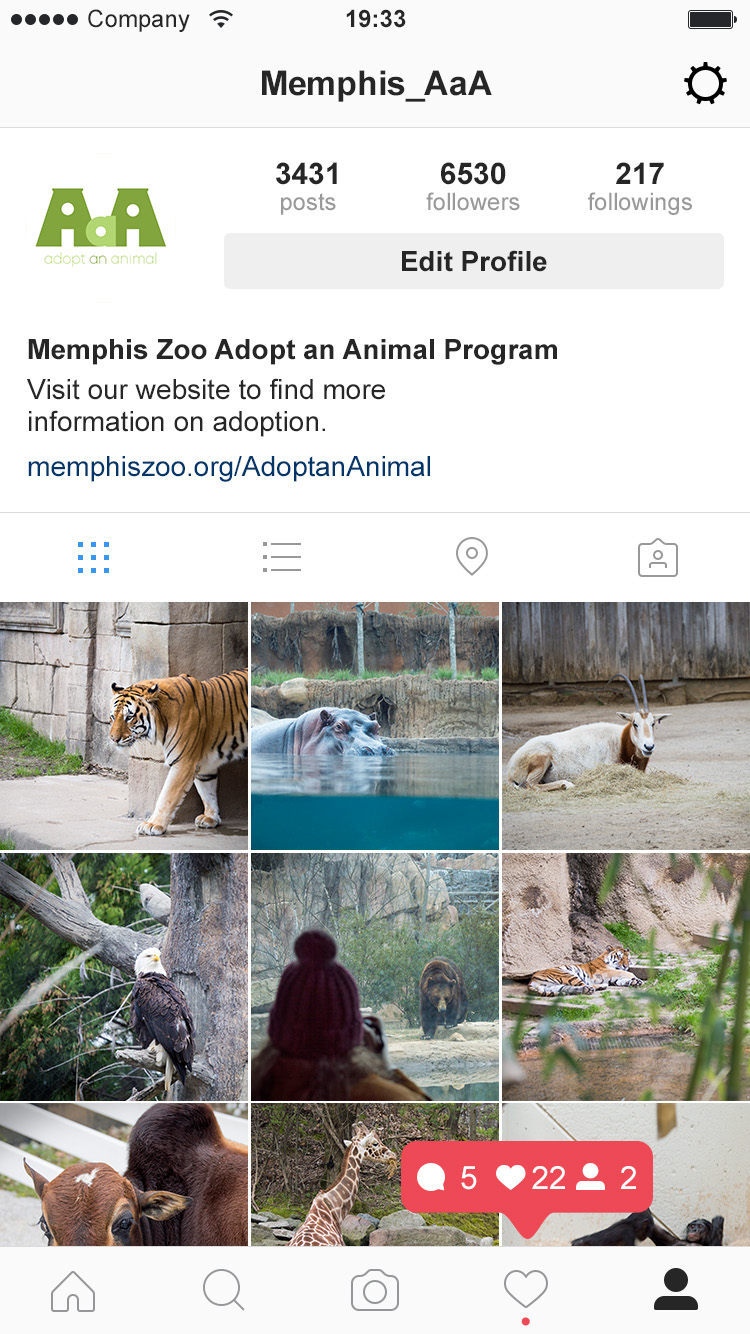 Company 19:33
Memphis_AaA
3431 6530 217
posts followers followings
AaA
adopt an animal
Edit Profile
Memphis Zoo Adopt an Animal Program
Visit our website to find more
information on adoption.
memphiszoo.org/AdoptanAnimal
5 22 2